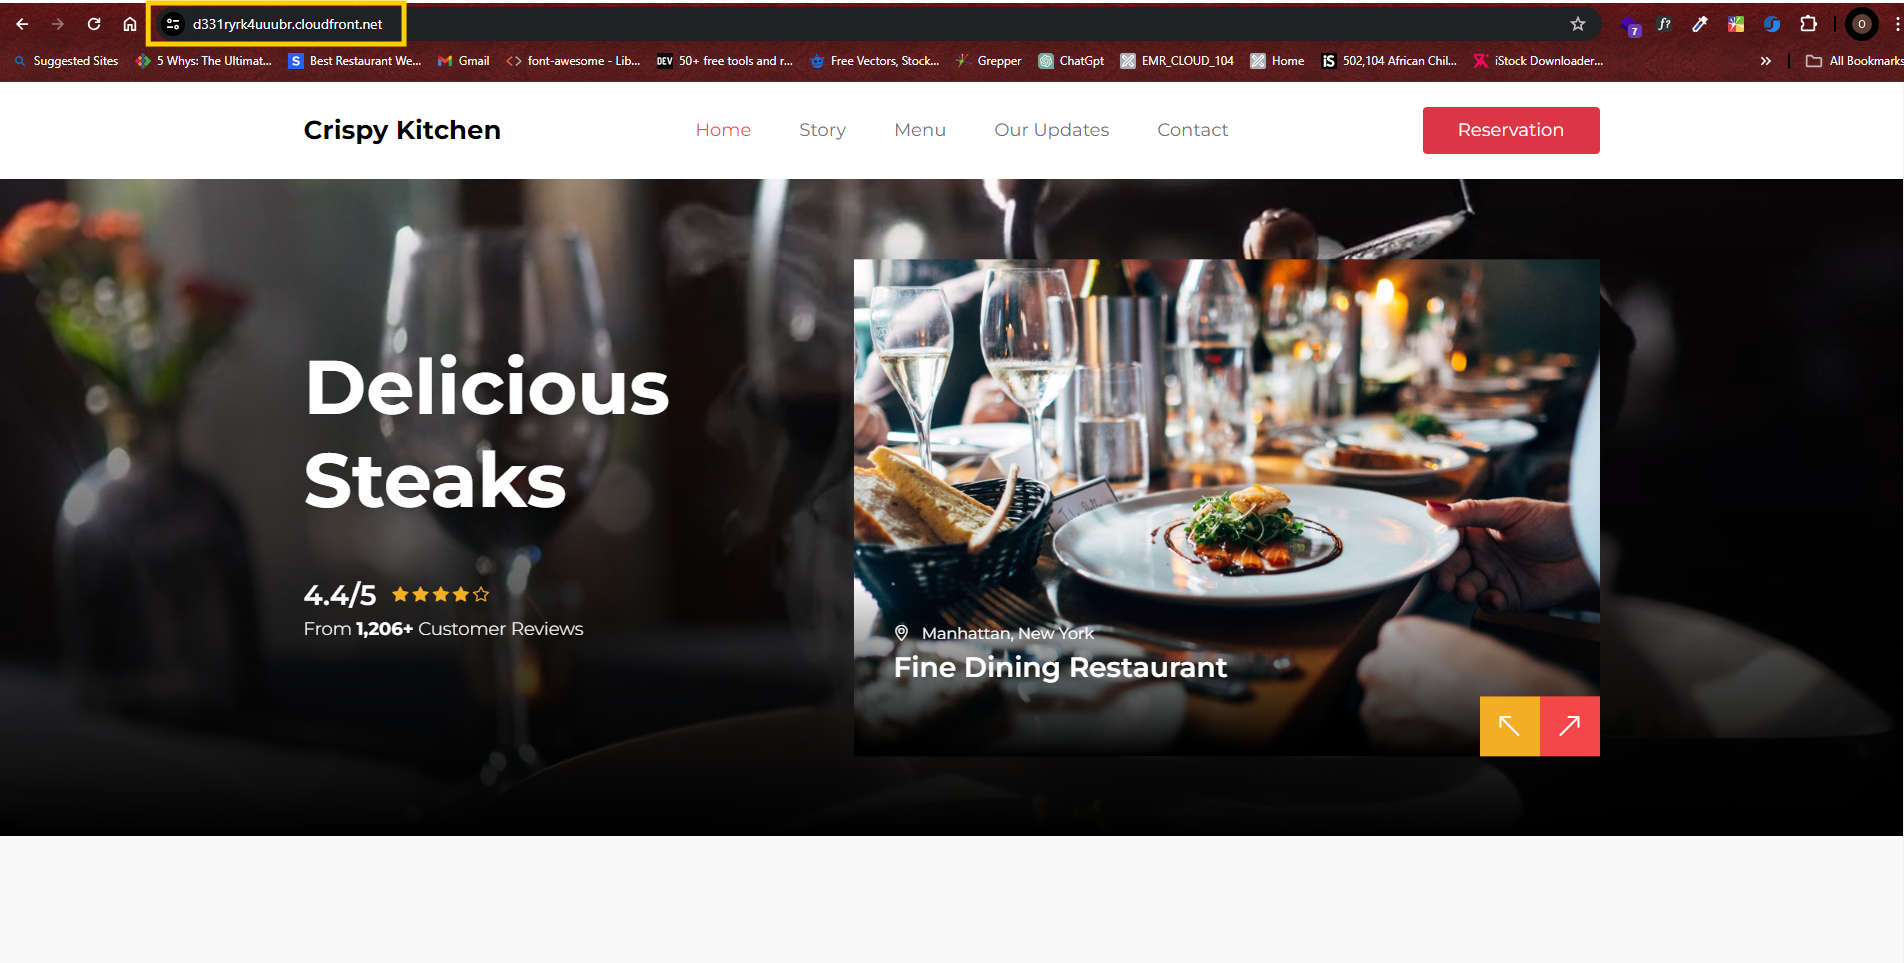 d331ryrk4uuubr.cloudfront.net
7
f?
O
Suggested Sites
5 Whys: The Ultimat...
S
Best Restaurant We...
Gmail
font-awesome - Lib...
DEV
50+ free tools and r...
Free Vectors, Stock...
Grepper
ChatGpt
EMR_CLOUD_104
Home
iS
502,104 African Chil...
iStock Downloader...
All Bookmarks
Crispy Kitchen
Home
Story
Menu
Our Updates
Contact
Reservation
Delicious
Steaks
4.4/5
From 1,206+ Customer Reviews
Manhattan, New York
Fine Dining Restaurant